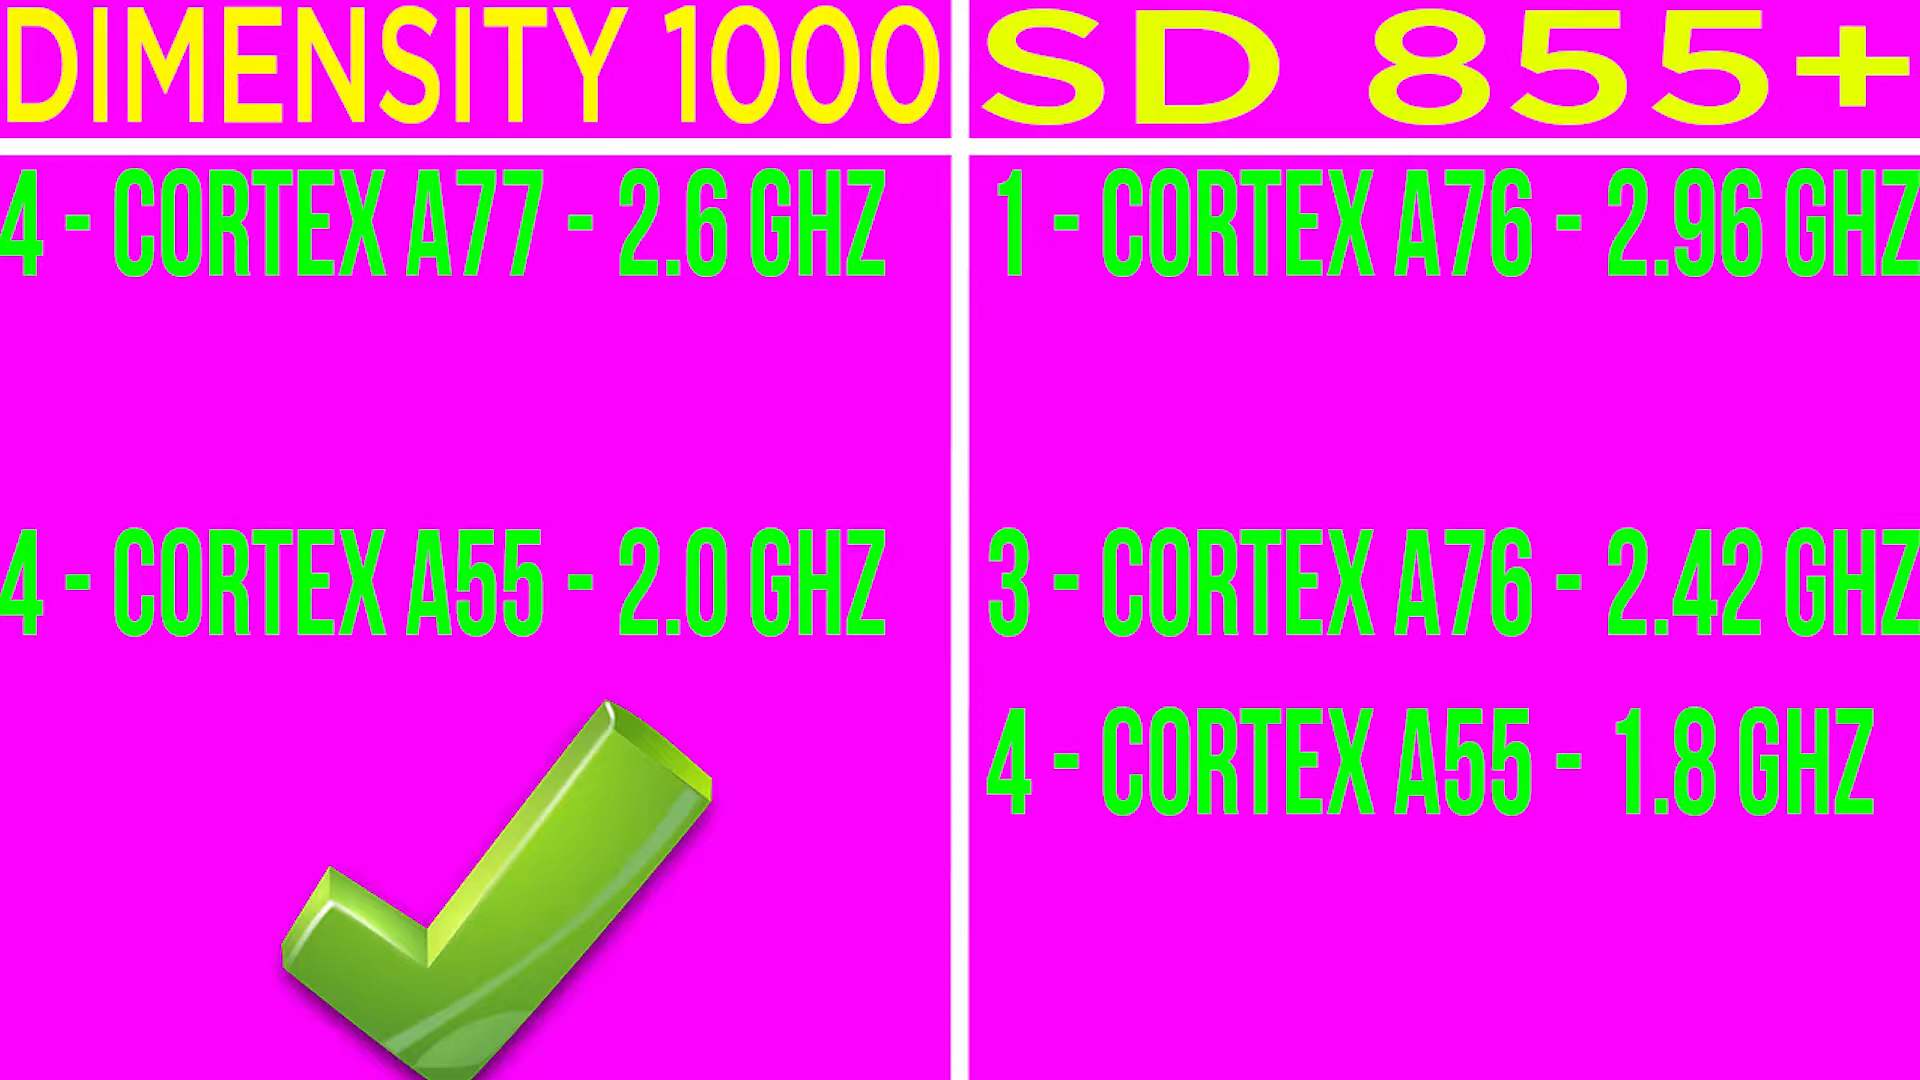 DIMENSITY 1000
4 - CORTEX A77 - 2.6 GHZ
4 - CORTEX A55 - 2.0 GHZ
SD 855+
1 - CORTEX A76 - 2.96 GHZ
3 - CORTEX A76 - 2.42 GHZ
4 - CORTEX A55 - 1.8 GHZ